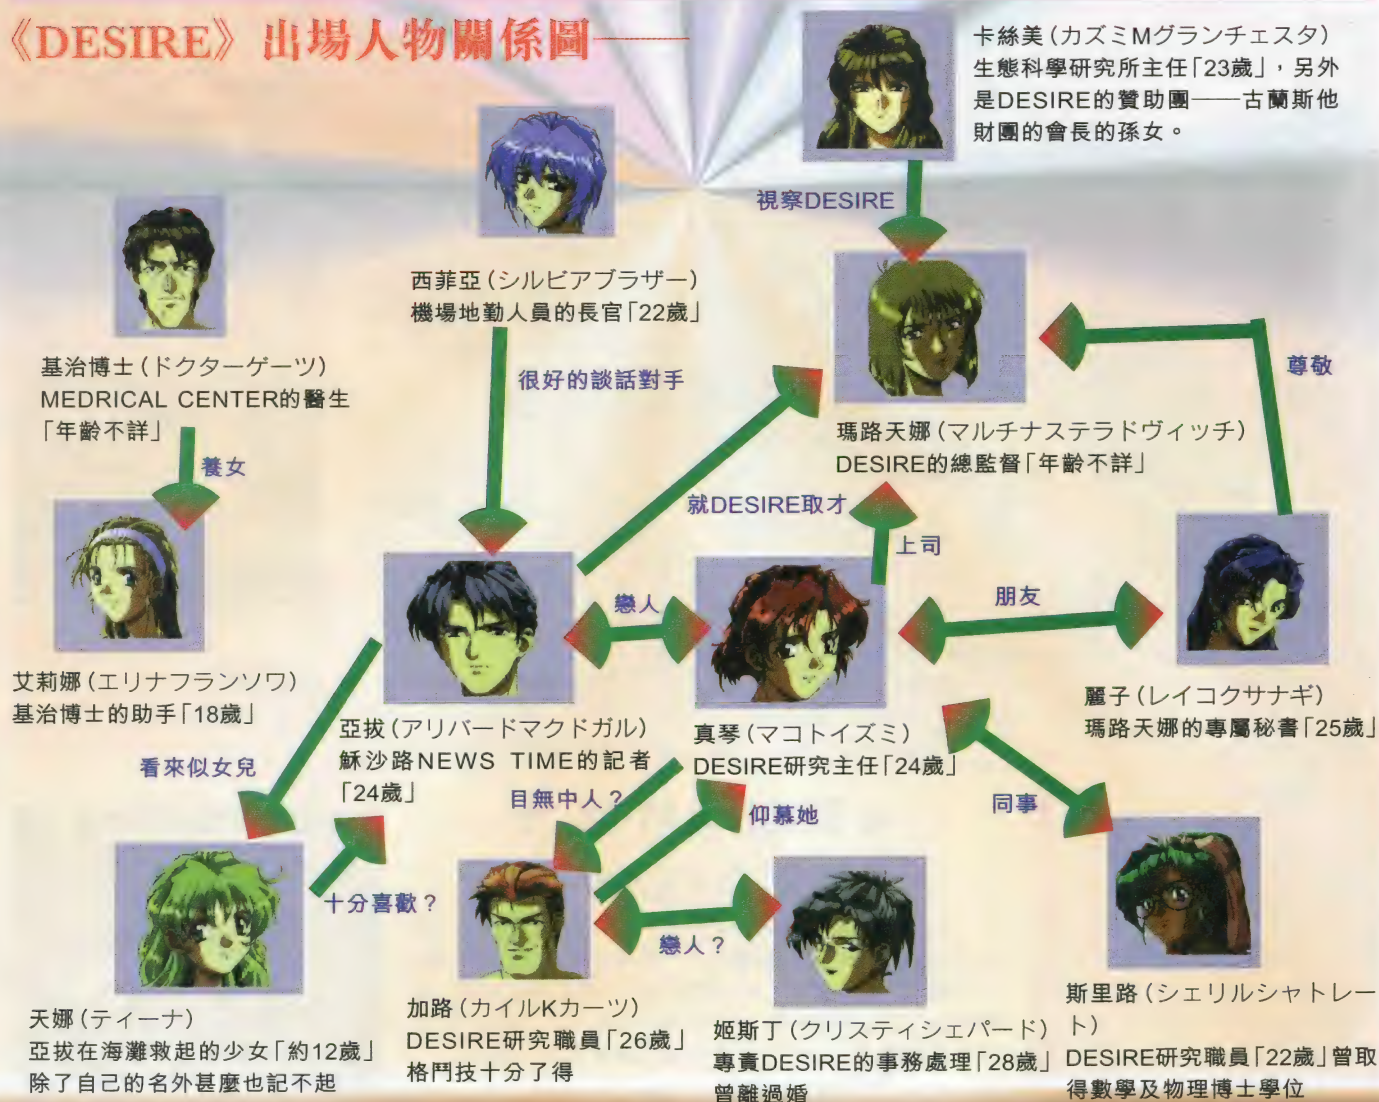 《DESIRE》出場人物關係圖——
卡絲美(カズミMグランチェスタ)
生態科學研究所主任「23歲」，另外
是DESIRE的贊助團——古蘭斯他
財團的會長的孫女。
視察DESIRE
西菲亞(シルビアブラザー)
機場地勤人員的長官「22歲」
基治博士(ドクターゲーツ)
MEDRICAL CENTER的醫生
「年齡不詳」
很好的談話對手
尊敬
瑪路天娜(マルチナステラドヴィッチ)
DESIRE的總監督「年齡不詳」
養女
就DESIRE取才
上司
戀人
朋友
艾莉娜(エリナフランソワ)
基治博士的助手「18歲」
亞拔(アリバードマクドガル)
穌沙路NEWS TIME的記者
「24歲」
真琴(マコトイズミ)
DESIRE研究主任「24歲」
麗子(レイコクサナギ)
瑪路天娜的專屬秘書「25歲」
看來似女兒
目無中人？
仰慕她
同事
十分喜歡？
戀人？
天娜(ティーナ)
亞拔在海灘救起的少女「約12歲」
除了自己的名外甚麼也記不起
加路(カイルKカーツ)
DESIRE研究職員「26歲」
格鬥技十分了得
姬斯丁(クリスティシェパード)
專責DESIRE的事務處理「28歲」
曾離過婚
斯里路(シェリルシャトレー
ト)
DESIRE研究職員「22歲」曾取
得數學及物理博士學位